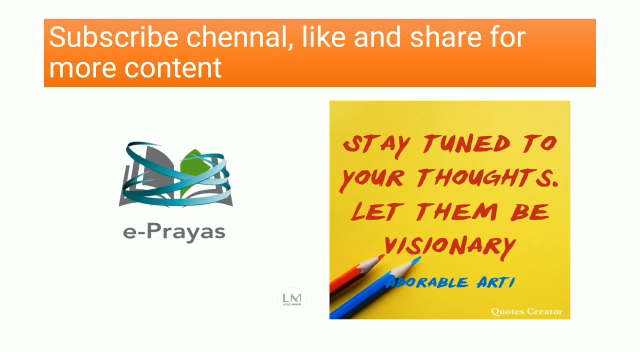 Subscribe chennal, like and share for
more content
e-Prayas
LM
STAY TUNED TO
YOUR THOUGHTS.
LET THEM BE
VISIONARY
ADORABLE ARTI
Quotes Creator